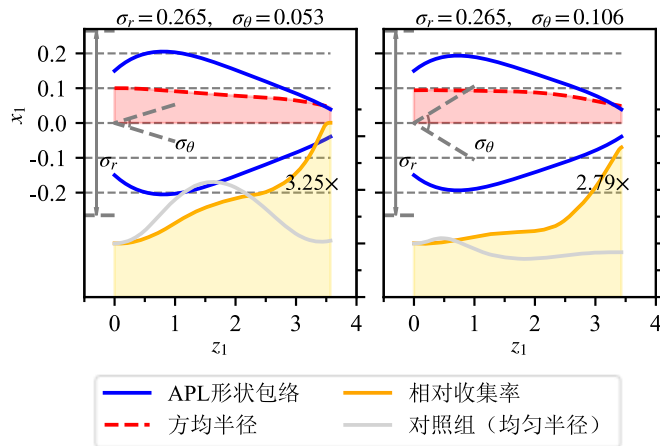 σr = 0.265, σθ = 0.053
σr = 0.265, σθ = 0.106
x1
0.2
0.1
0.0
-0.1
-0.2
σr
σθ
3.25×
σr
σθ
2.79×
0 1 2 3 4
0 1 2 3 4
z1
z1
APL形状包络
相对收集率
方均半径
对照组（均匀半径）